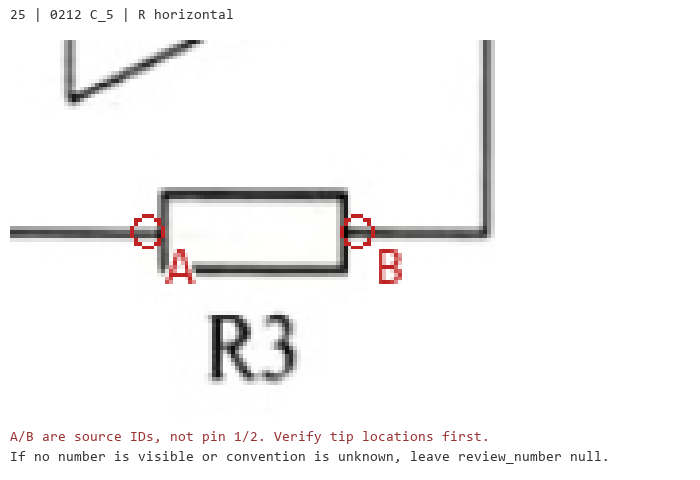 25 | 0212 C_5 | R horizontal
A B
R3
A/B are source IDs, not pin 1/2. Verify tip locations first.
If no number is visible or convention is unknown, leave review_number null.